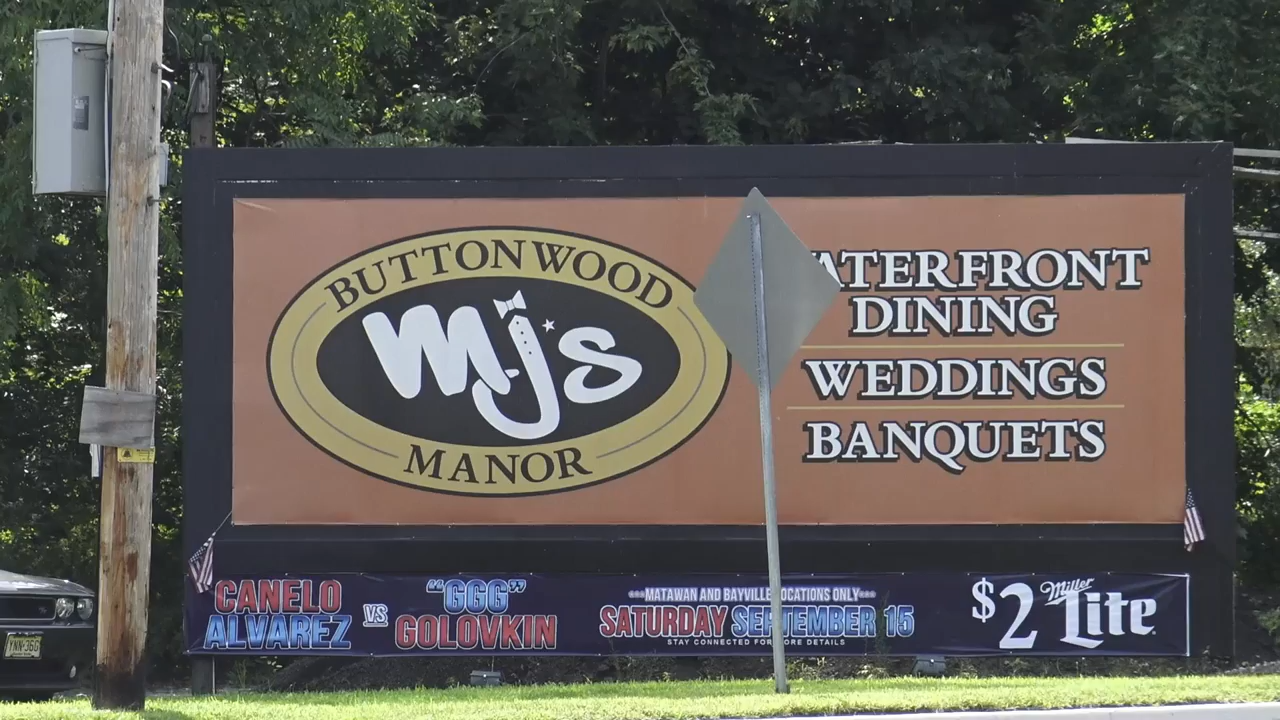 BUTTONWOOD
mj's
MANOR
WATERFRONT
DINING
WEDDINGS
BANQUETS
CANELO
ALVAREZ
VS
"GGG"
GOLOVKIN
***MATAWAN AND BAYVILLE LOCATIONS ONLY***
SATURDAY SEPTEMBER 15
STAY CONNECTED FOR MORE DETAILS
$2 Miller Lite